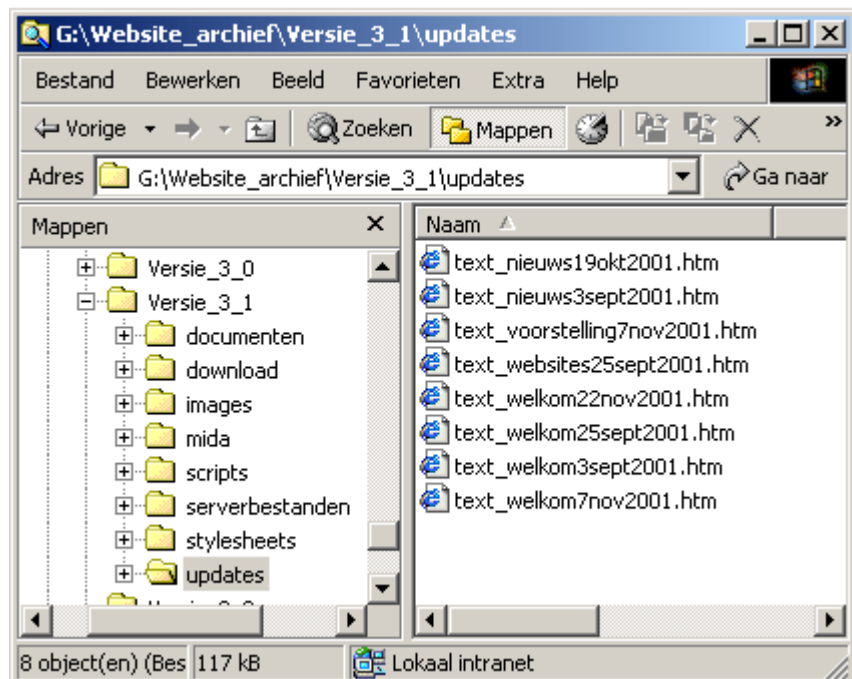 G:\Website_archief\Versie_3_1\updates
Bestand Bewerken Beeld Favorieten Extra Help
Vorige Zoeken Mappen »
Adres G:\Website_archief\Versie_3_1\updates Ga naar
Mappen
Versie_3_0
Versie_3_1
documenten
download
images
mida
scripts
serverbestanden
stylesheets
updates
Naam
text_nieuws19okt2001.htm
text_nieuws3sept2001.htm
text_voorstelling7nov2001.htm
text_websites25sept2001.htm
text_welkom22nov2001.htm
text_welkom25sept2001.htm
text_welkom3sept2001.htm
text_welkom7nov2001.htm
8 object(en) (Bes 117 kB Lokaal intranet